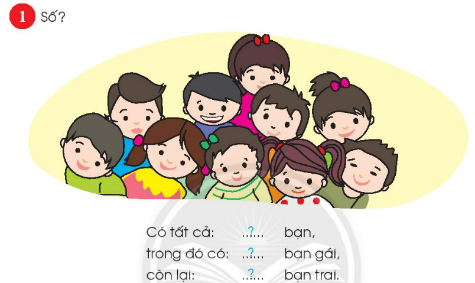 1 Số?
Có tất cả: ..?... bạn,
trong đó có: ..?... bạn gái,
còn lại: ..?... bạn trai.